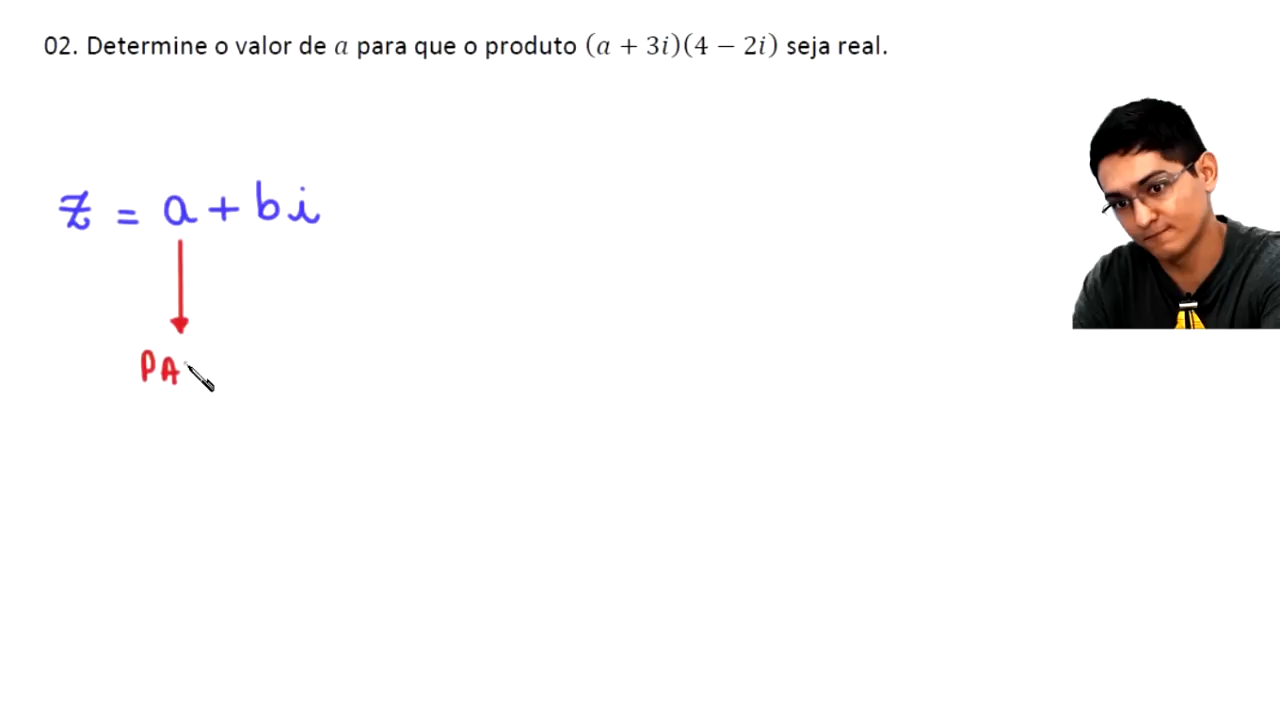 02. Determine o valor de a para que o produto (a + 3i)(4 − 2i) seja real.
z = a + bi
PA